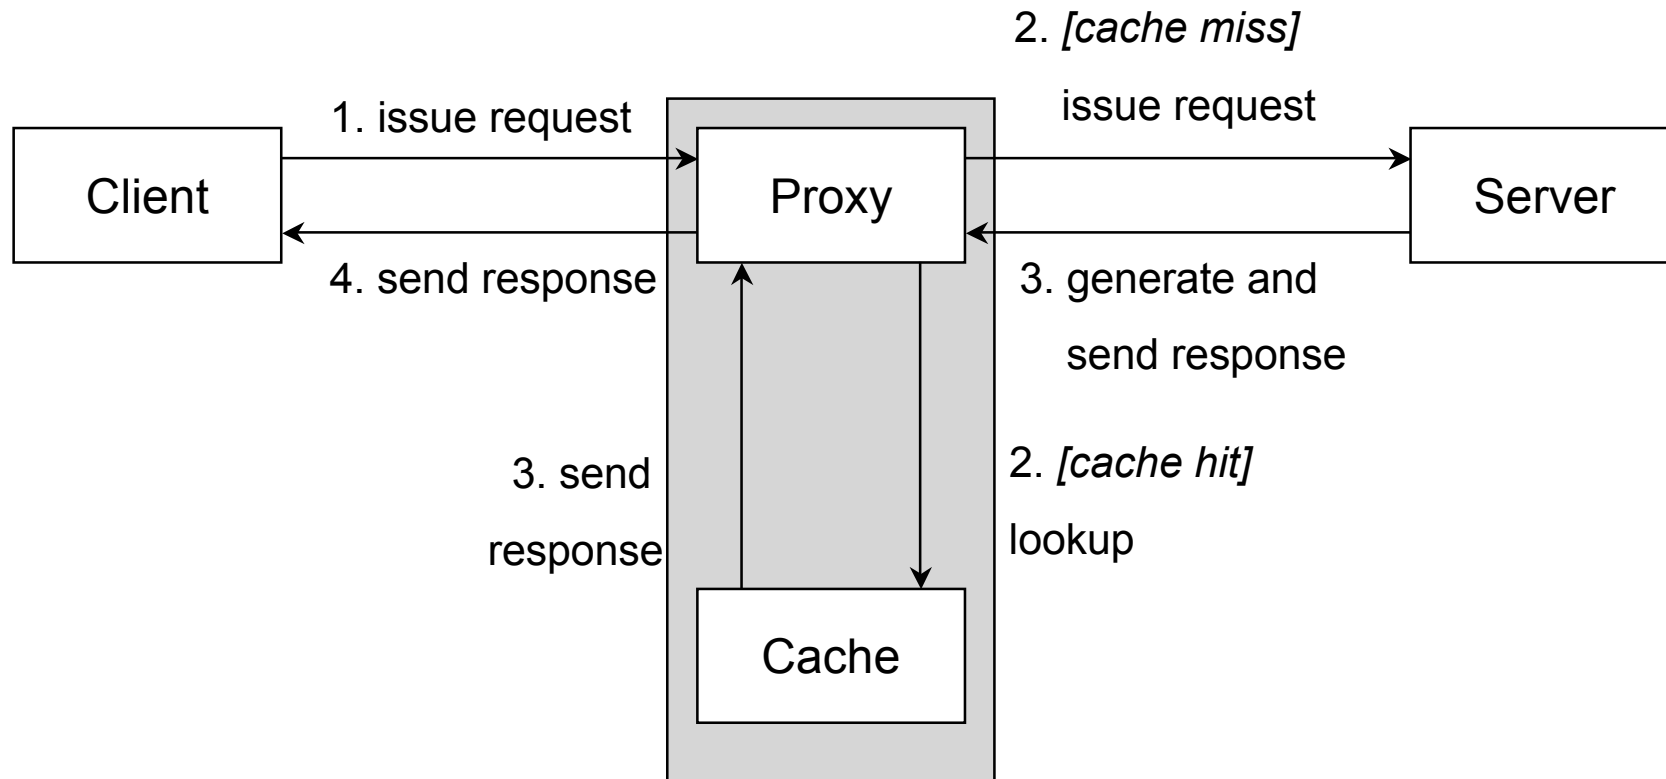 2. [cache miss]
issue request
1. issue request
Client
Proxy
Server
4. send response
3. generate and
send response
3. send
response
2. [cache hit]
lookup
Cache